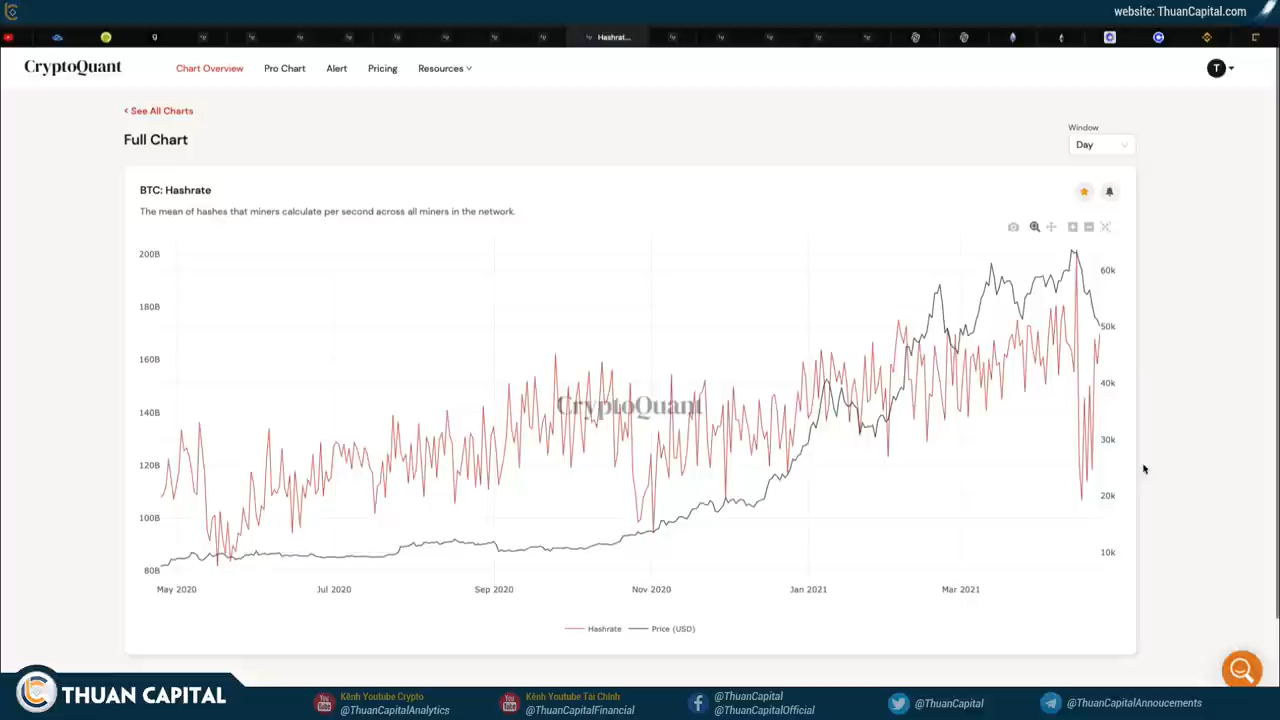 website: ThuanCapital.com
Hashrat...
CryptoQuant
Chart Overview
Pro Chart
Alert
Pricing
Resources
T
< See All Charts
Full Chart
Window
Day
BTC: Hashrate
The mean of hashes that miners calculate per second across all miners in the network.
200B
180B
160B
140B
120B
100B
80B
60k
50k
40k
30k
20k
10k
CryptoQuant
May 2020
Jul 2020
Sep 2020
Nov 2020
Jan 2021
Mar 2021
Hashrate
Price (USD)
THUAN CAPITAL
Kênh Youtube Crypto
@ThuanCapitalAnalytics
Kênh Youtube Tài Chính
@ThuanCapitalFinancial
@ThuanCapital
@ThuanCapitalOfficial
@ThuanCapital
@ThuanCapitalAnnoucements